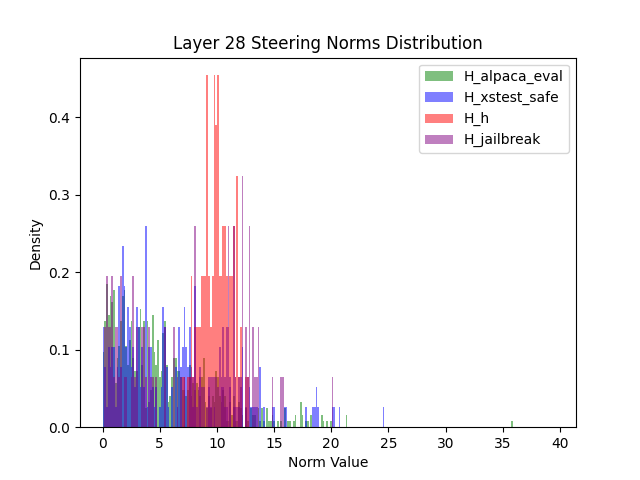 Layer 28 Steering Norms Distribution
H_alpaca_eval
H_xstest_safe
H_h
H_jailbreak
Density
0.4
0.3
0.2
0.1
0.0
0 5 10 15 20 25 30 35 40
Norm Value